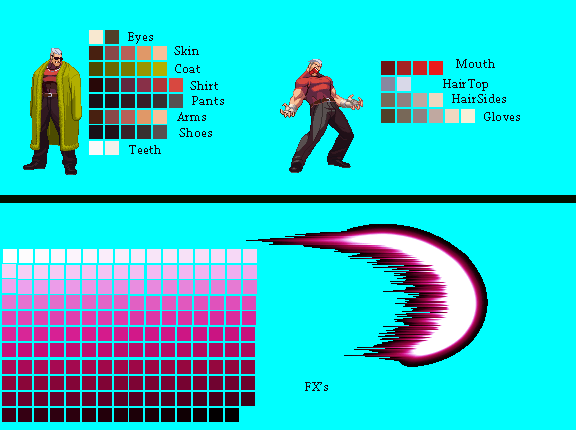 Eyes
Skin
Coat
Shirt
Pants
Arms
Shoes
Teeth
Mouth
HairTop
HairSides
Gloves
FX's